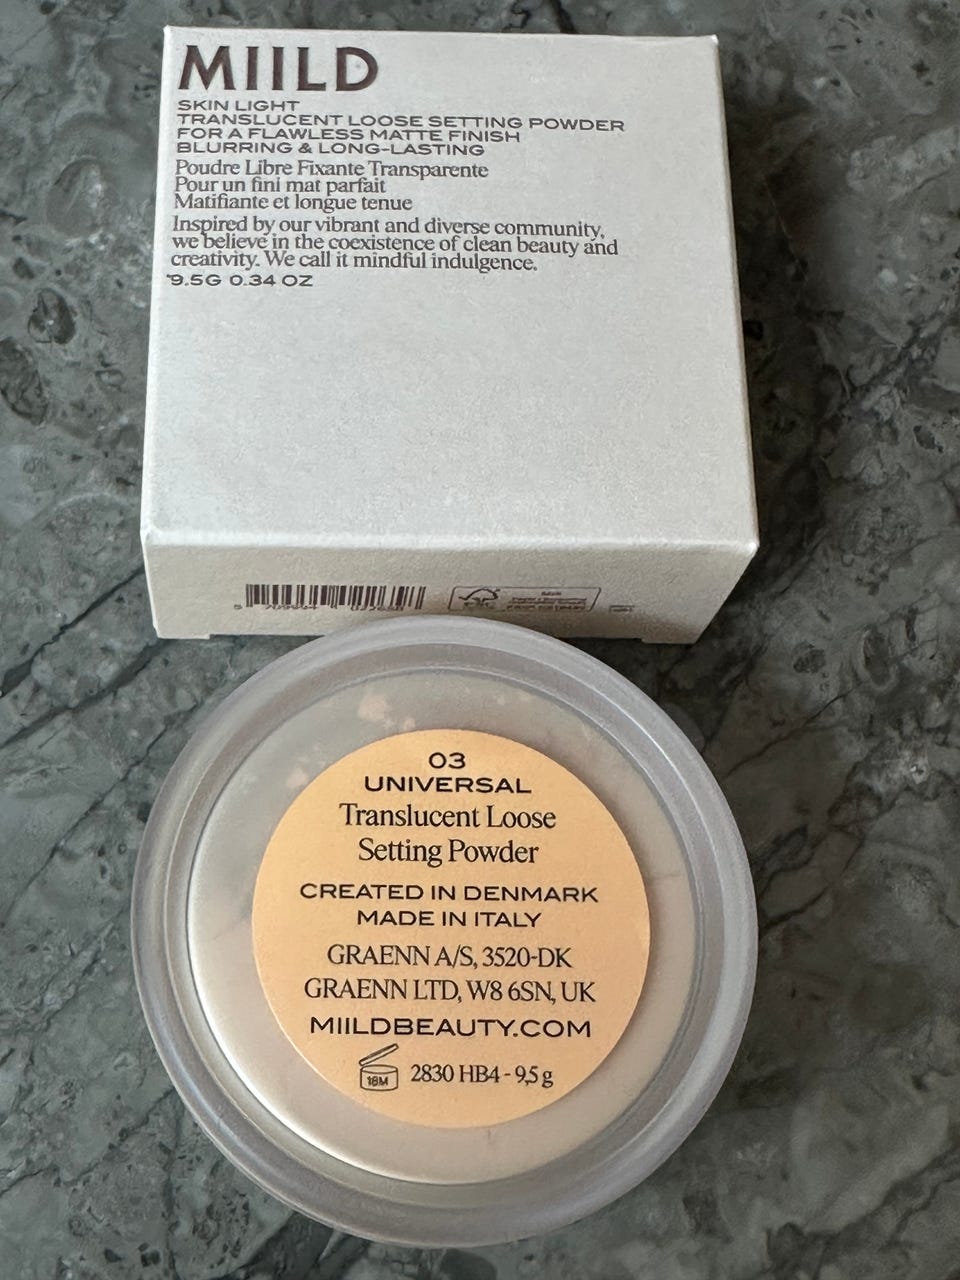 MIILD
SKIN LIGHT
TRANSLUCENT LOOSE SETTING POWDER
FOR A FLAWLESS MATTE FINISH
BLURRING & LONG-LASTING
Poudre Libre Fixante Transparente
Pour un fini mat parfait
Matifiante et longue tenue
Inspired by our vibrant and diverse community,
we believe in the coexistence of clean beauty and
creativity. We call it mindful indulgence.
9.5G 0.34 OZ
03
UNIVERSAL
Translucent Loose
Setting Powder
CREATED IN DENMARK
MADE IN ITALY
GRAENN A/S, 3520-DK
GRAENN LTD, W8 6SN, UK
MIILDBEAUTY.COM
18M 2830 HB4 - 9,5 g